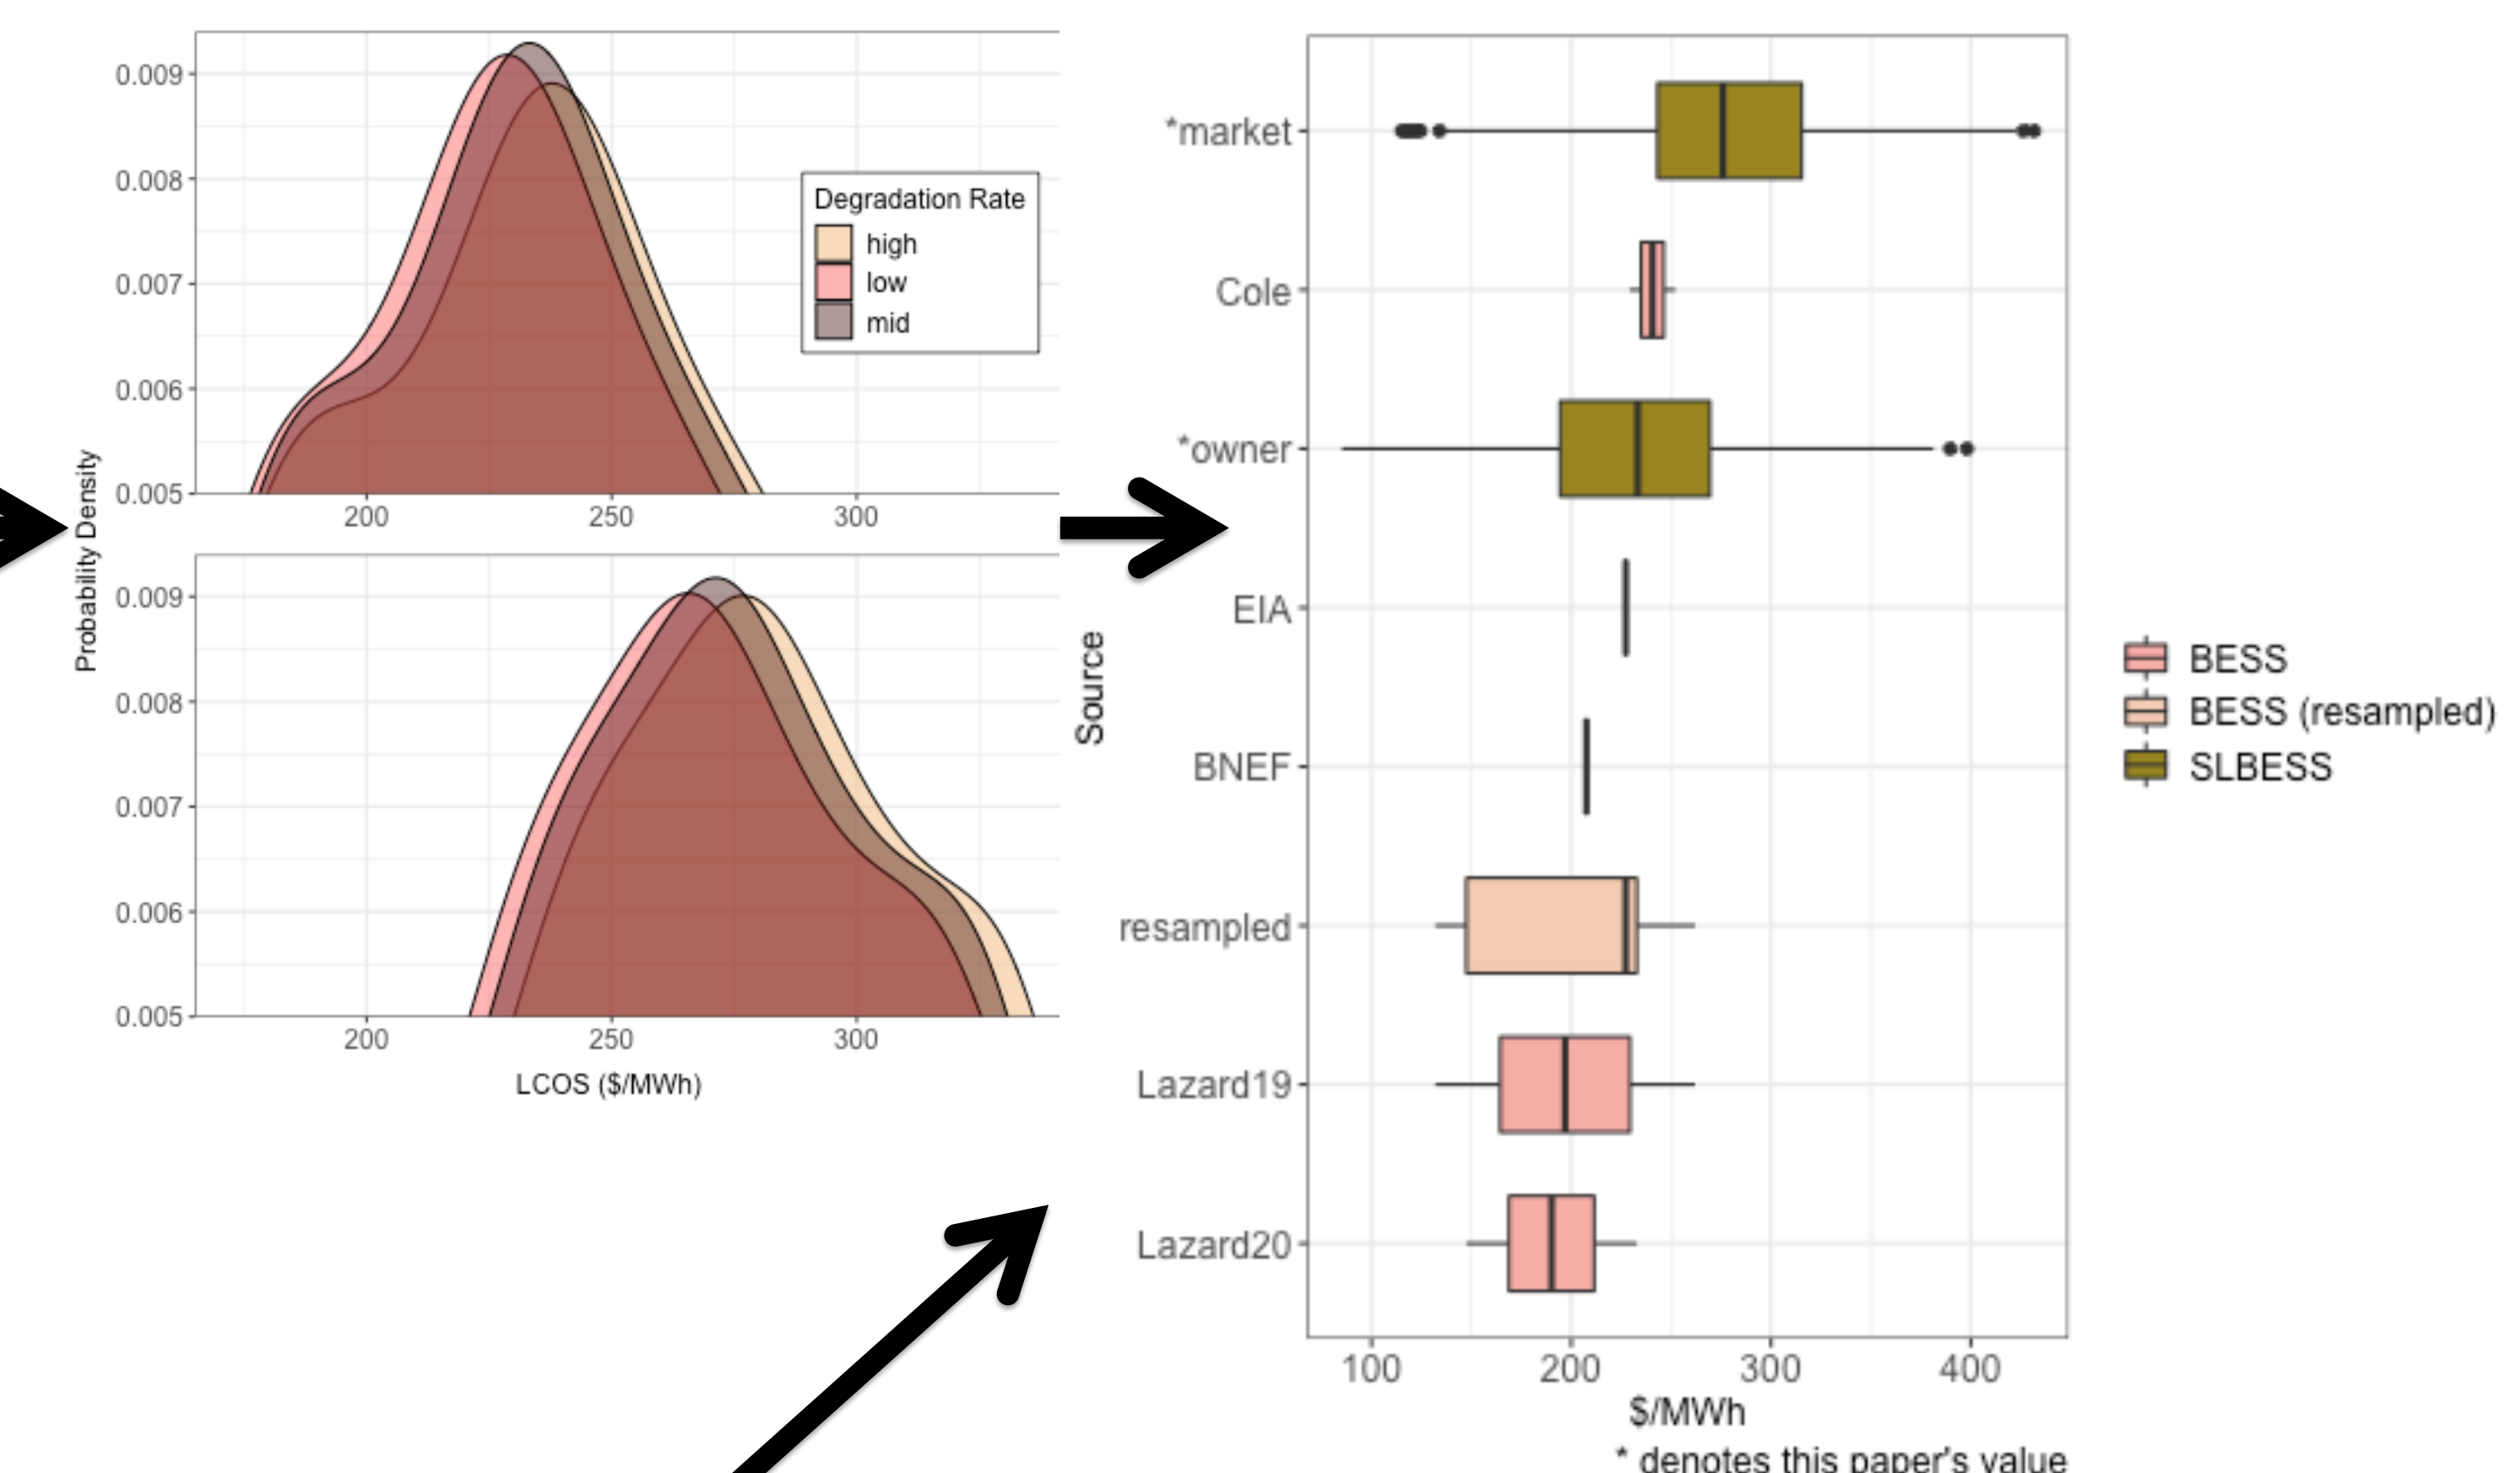 Probability Density
0.009
0.008
0.007
0.006
0.005
200 250 300
Degradation Rate
high
low
mid
0.009
0.008
0.007
0.006
0.005
200 250 300
LCOS ($/MWh)
Source
*market
Cole
*owner
EIA
BNEF
resampled
Lazard19
Lazard20
100 200 300 400
$/MWh
* denotes this paper's value
BESS
BESS (resampled)
SLBESS